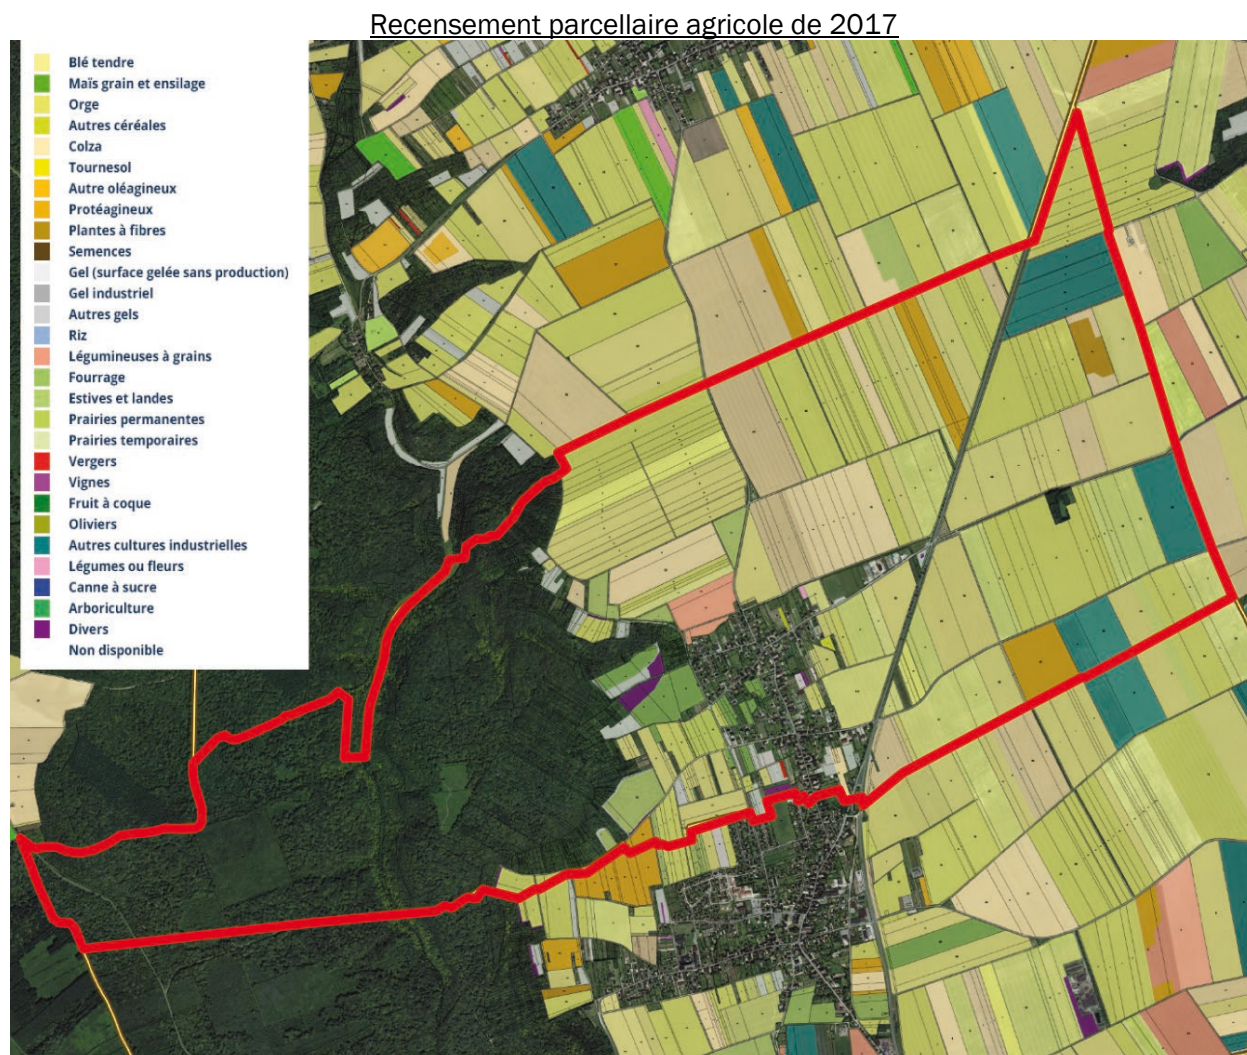 Recensement parcellaire agricole de 2017
Blé tendre
Maïs grain et ensilage
Orge
Autres céréales
Colza
Tournesol
Autre oléagineux
Protéagineux
Plantes à fibres
Semences
Gel (surface gelée sans production)
Gel industriel
Autres gels
Riz
Légumineuses à grains
Fourrage
Estives et landes
Prairies permanentes
Prairies temporaires
Vergers
Vignes
Fruit à coque
Oliviers
Autres cultures industrielles
Légumes ou fleurs
Canne à sucre
Arboriculture
Divers
Non disponible